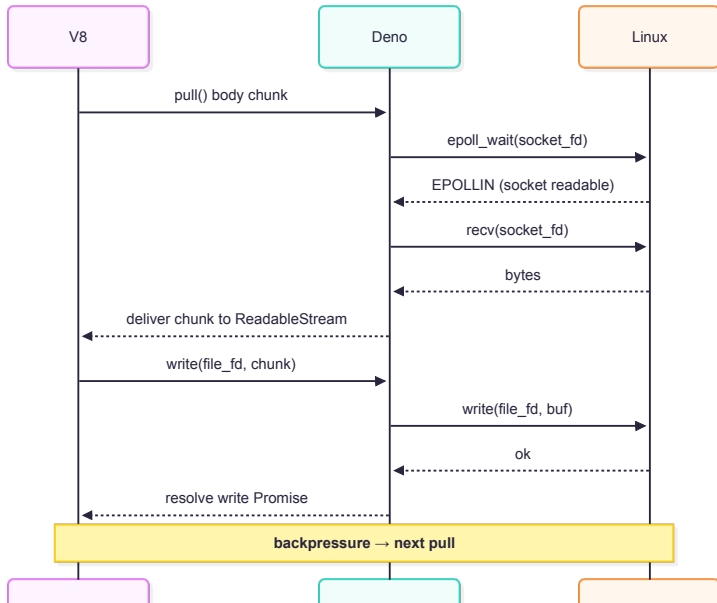 V8
Deno
Linux
pull() body chunk
epoll_wait(socket_fd)
EPOLLIN (socket readable)
recv(socket_fd)
bytes
deliver chunk to ReadableStream
write(file_fd, chunk)
write(file_fd, buf)
ok
resolve write Promise
backpressure → next pull